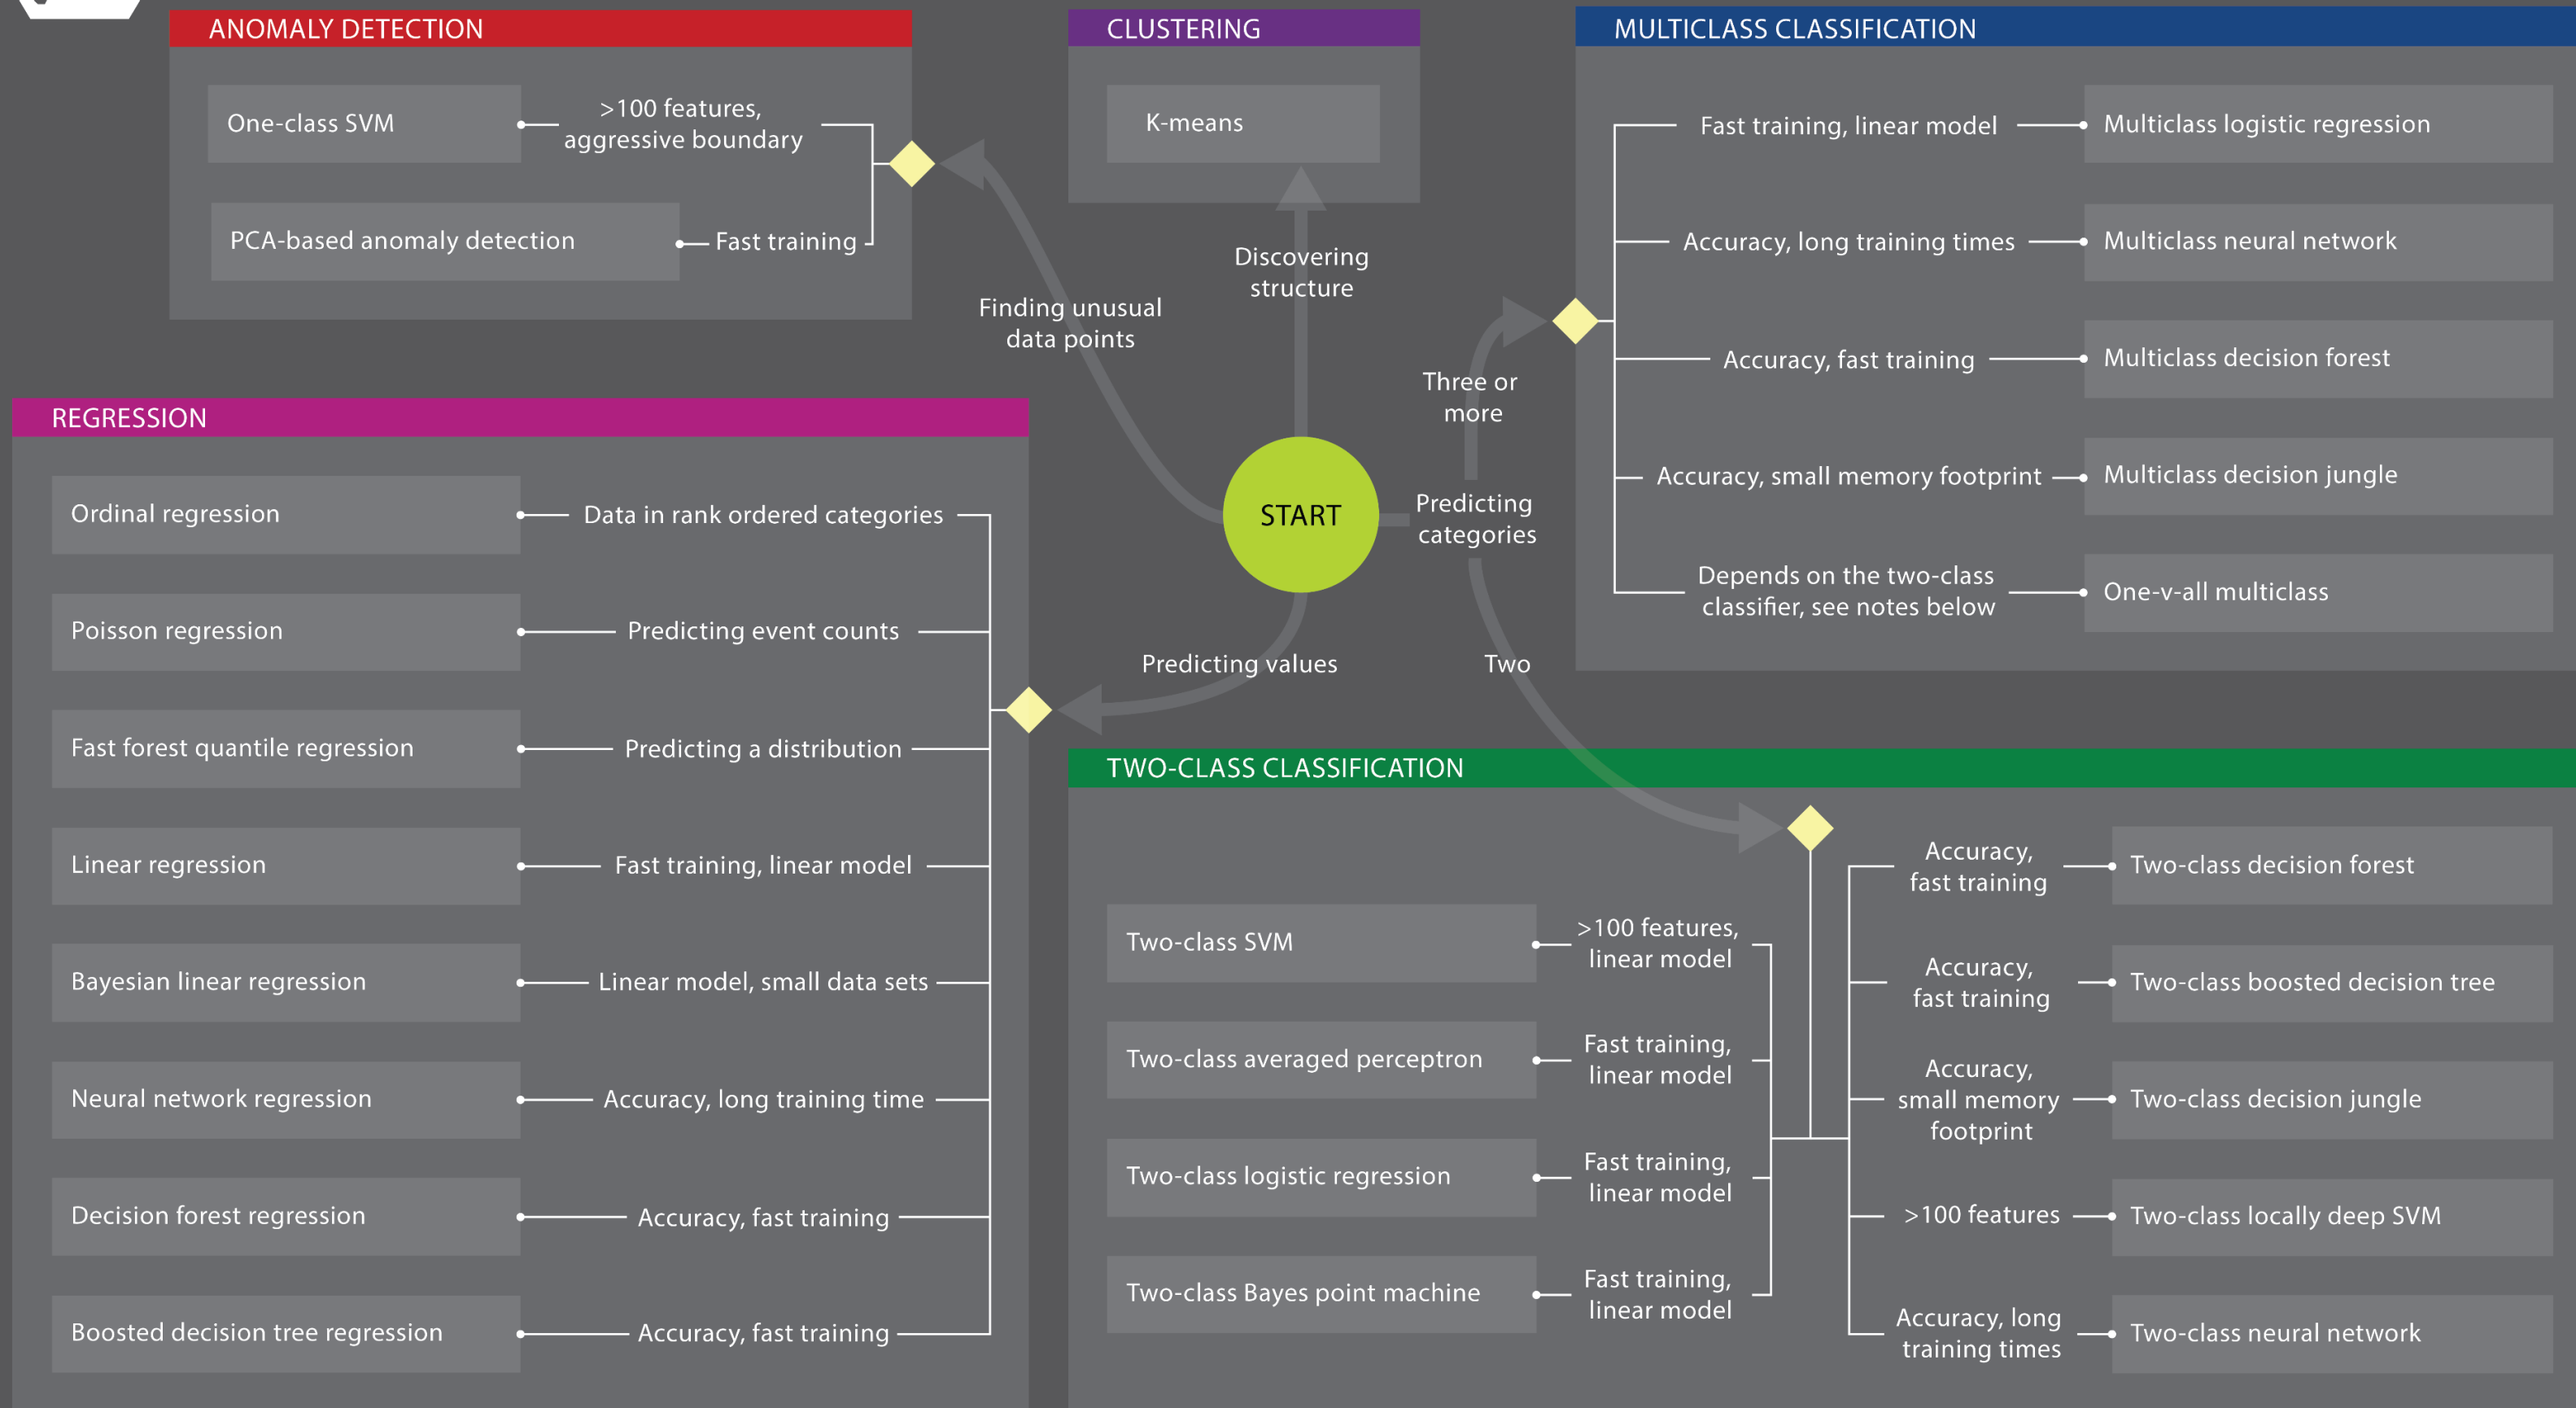 ANOMALY DETECTION
One-class SVM
>100 features,
aggressive boundary
PCA-based anomaly detection
Fast training
CLUSTERING
K-means
Discovering
structure
Finding unusual
data points
START
Predicting
categories
Three or
more
Two
Predicting values
MULTICLASS CLASSIFICATION
Fast training, linear model
Multiclass logistic regression
Accuracy, long training times
Multiclass neural network
Accuracy, fast training
Multiclass decision forest
Accuracy, small memory footprint
Multiclass decision jungle
Depends on the two-class
classifier, see notes below
One-v-all multiclass
REGRESSION
Ordinal regression
Data in rank ordered categories
Poisson regression
Predicting event counts
Fast forest quantile regression
Predicting a distribution
Linear regression
Fast training, linear model
Bayesian linear regression
Linear model, small data sets
Neural network regression
Accuracy, long training time
Decision forest regression
Accuracy, fast training
Boosted decision tree regression
Accuracy, fast training
TWO-CLASS CLASSIFICATION
Two-class SVM
>100 features,
linear model
Two-class averaged perceptron
Fast training,
linear model
Two-class logistic regression
Fast training,
linear model
Two-class Bayes point machine
Fast training,
linear model
Accuracy,
fast training
Two-class decision forest
Accuracy,
fast training
Two-class boosted decision tree
Accuracy,
small memory
footprint
Two-class decision jungle
>100 features
Two-class locally deep SVM
Accuracy, long
training times
Two-class neural network